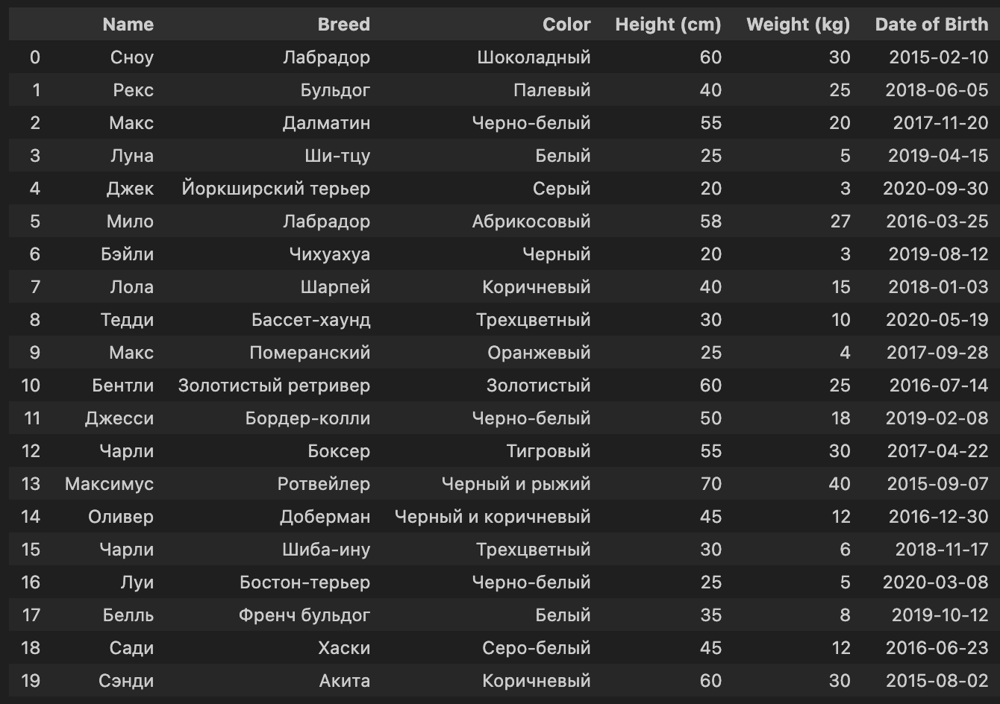 Name Breed Color Height (cm) Weight (kg) Date of Birth
0 Сноу Лабрадор Шоколадный 60 30 2015-02-10
1 Рекс Бульдог Палевый 40 25 2018-06-05
2 Макс Далматин Черно-белый 55 20 2017-11-20
3 Луна Ши-тцу Белый 25 5 2019-04-15
4 Джек Йоркширский терьер Серый 20 3 2020-09-30
5 Мило Лабрадор Абрикосовый 58 27 2016-03-25
6 Бэйли Чихуахуа Черный 20 3 2019-08-12
7 Лола Шарпей Коричневый 40 15 2018-01-03
8 Тедди Бассет-хаунд Трехцветный 30 10 2020-05-19
9 Макс Померанский Оранжевый 25 4 2017-09-28
10 Бентли Золотистый ретривер Золотистый 60 25 2016-07-14
11 Джесси Бордер-колли Черно-белый 50 18 2019-02-08
12 Чарли Боксер Тигровый 55 30 2017-04-22
13 Максимус Ротвейлер Черный и рыжий 70 40 2015-09-07
14 Оливер Доберман Черный и коричневый 45 12 2016-12-30
15 Чарли Шиба-ину Трехцветный 30 6 2018-11-17
16 Луи Бостон-терьер Черно-белый 25 5 2020-03-08
17 Белль Френч бульдог Белый 35 8 2019-10-12
18 Сади Хаски Серо-белый 45 12 2016-06-23
19 Сэнди Акита Коричневый 60 30 2015-08-02